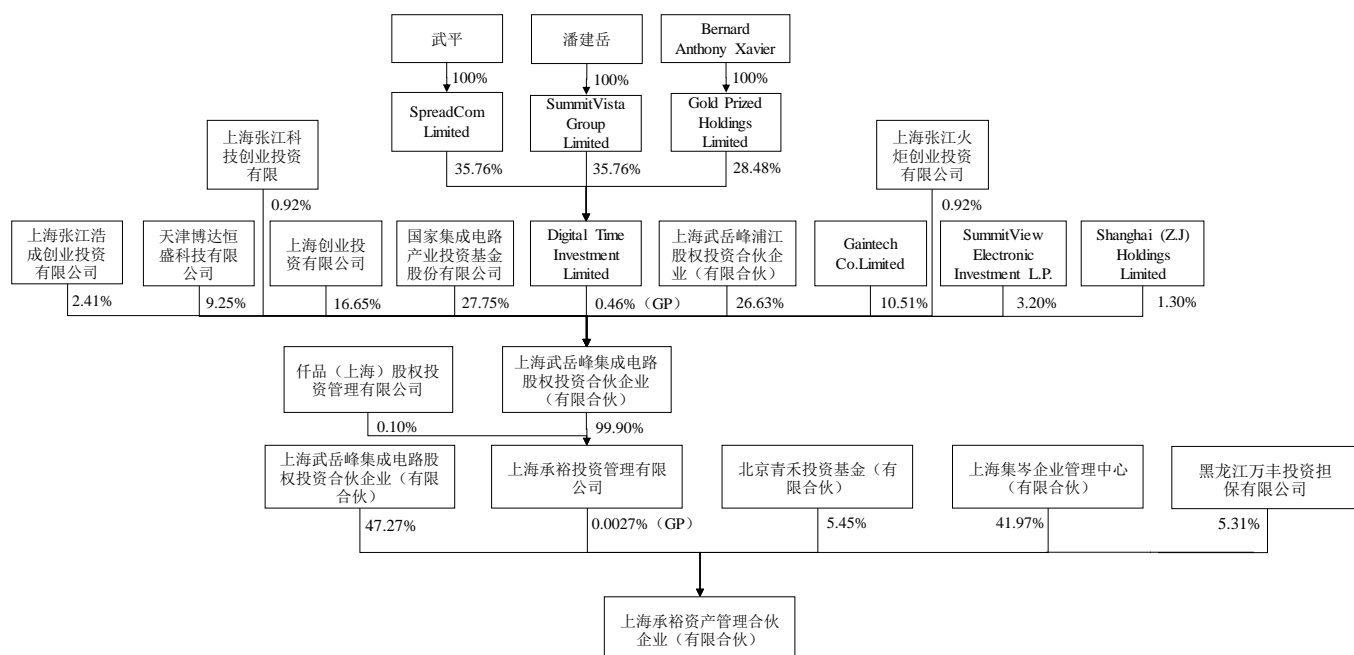 武平
潘建岳
Bernard
Anthony Xavier
100%
100%
100%
SpreadCom
Limited
SummitVista
Group
Limited
Gold Prized
Holdings
Limited
上海张江科
技创业投资
有限
上海张江火
炬创业投资
有限公司
35.76%
35.76%
28.48%
0.92%
0.92%
上海张江浩
成创业投资
有限公司
天津博达恒
盛科技有限
公司
上海创业投
资有限公司
国家集成电路
产业投资基金
股份有限公司
Digital Time
Investment
Limited
上海武岳峰浦江
股权投资合伙企
业（有限合伙）
Gaintech
Co.Limited
SummitView
Electronic
Investment L.P.
Shanghai (Z.J)
Holdings
Limited
2.41%
9.25%
16.65%
27.75%
0.46%（GP）
26.63%
10.51%
3.20%
1.30%
仟品（上海）股权投
资管理有限公司
上海武岳峰集成电路
股权投资合伙企业
（有限合伙）
0.10%
99.90%
上海武岳峰集成电路股
权投资合伙企业（有限
合伙）
上海承裕投资管理有限
公司
北京青禾投资基金（有
限合伙）
上海集岑企业管理中心
（有限合伙）
黑龙江万丰投资担
保有限公司
47.27%
0.0027%（GP）
5.45%
41.97%
5.31%
上海承裕资产管理合伙
企业（有限合伙）